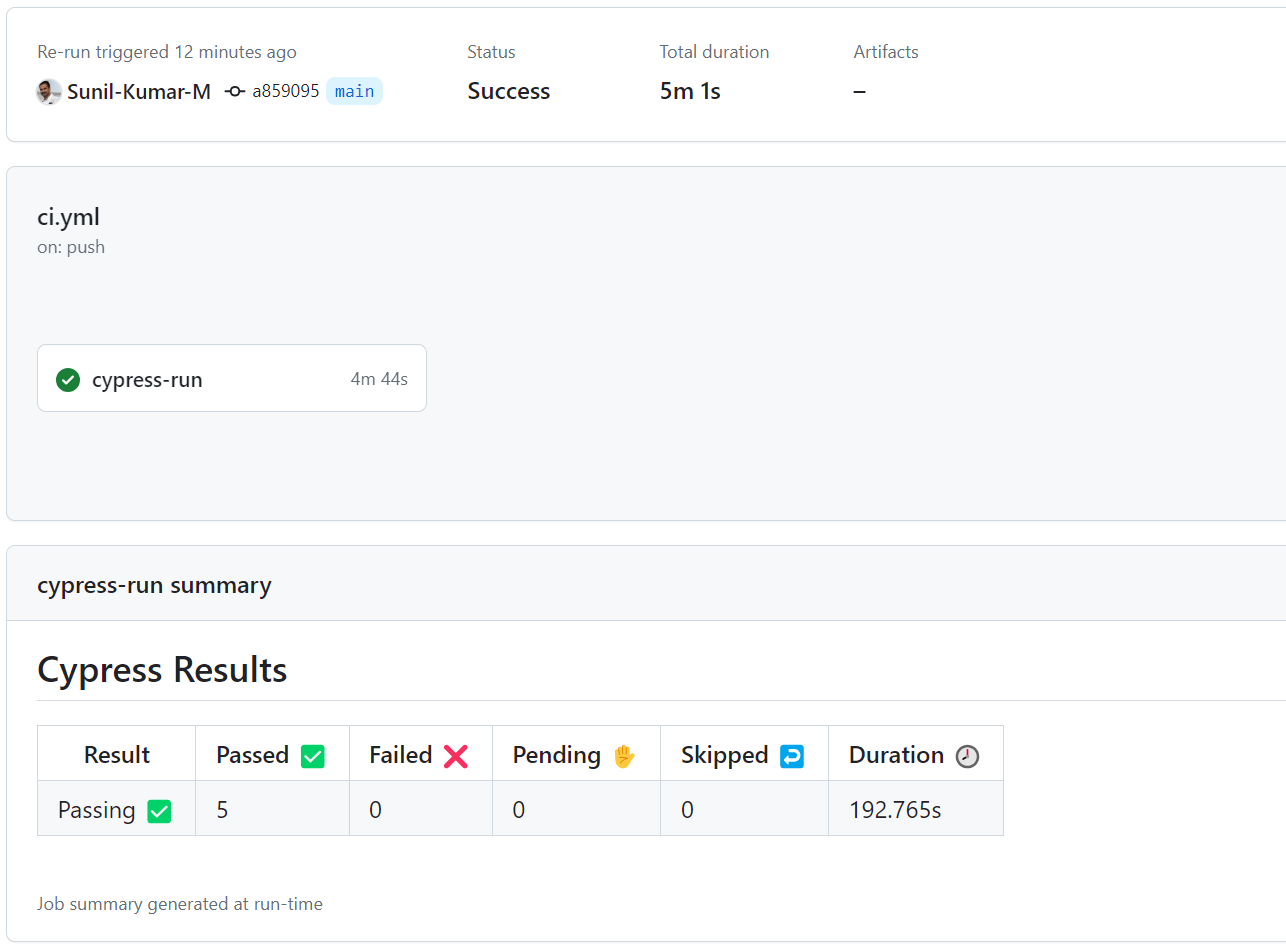 Re-run triggered 12 minutes ago
Sunil-Kumar-M a859095 main
Status
Success
Total duration
5m 1s
Artifacts
–
ci.yml
on: push
cypress-run 4m 44s
cypress-run summary
Cypress Results
Result Passed ✅ Failed ❌ Pending ✋ Skipped ↩️ Duration 🕗
Passing ✅ 5 0 0 0 192.765s
Job summary generated at run-time